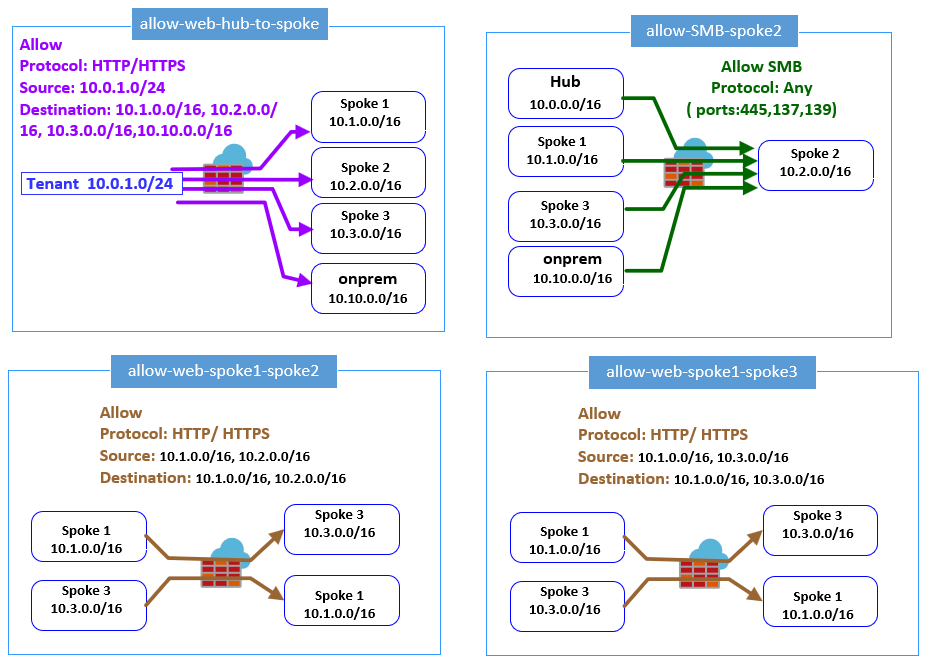 allow-web-hub-to-spoke
Allow
Protocol: HTTP/HTTPS
Source: 10.0.1.0/24
Destination: 10.1.0.0/16, 10.2.0.0/
16, 10.3.0.0/16,10.10.0.0/16
Tenant 10.0.1.0/24
Spoke 1
10.1.0.0/16
Spoke 2
10.2.0.0/16
Spoke 3
10.3.0.0/16
onprem
10.10.0.0/16
allow-SMB-spoke2
Allow SMB
Protocol: Any
( ports:445,137,139)
Hub
10.0.0.0/16
Spoke 1
10.1.0.0/16
Spoke 3
10.3.0.0/16
onprem
10.10.0.0/16
Spoke 2
10.2.0.0/16
allow-web-spoke1-spoke2
Allow
Protocol: HTTP/ HTTPS
Source: 10.1.0.0/16, 10.2.0.0/16
Destination: 10.1.0.0/16, 10.2.0.0/16
Spoke 1
10.1.0.0/16
Spoke 3
10.3.0.0/16
Spoke 3
10.3.0.0/16
Spoke 1
10.1.0.0/16
allow-web-spoke1-spoke3
Allow
Protocol: HTTP/ HTTPS
Source: 10.1.0.0/16, 10.3.0.0/16
Destination: 10.1.0.0/16, 10.3.0.0/16
Spoke 1
10.1.0.0/16
Spoke 3
10.3.0.0/16
Spoke 3
10.3.0.0/16
Spoke 1
10.1.0.0/16